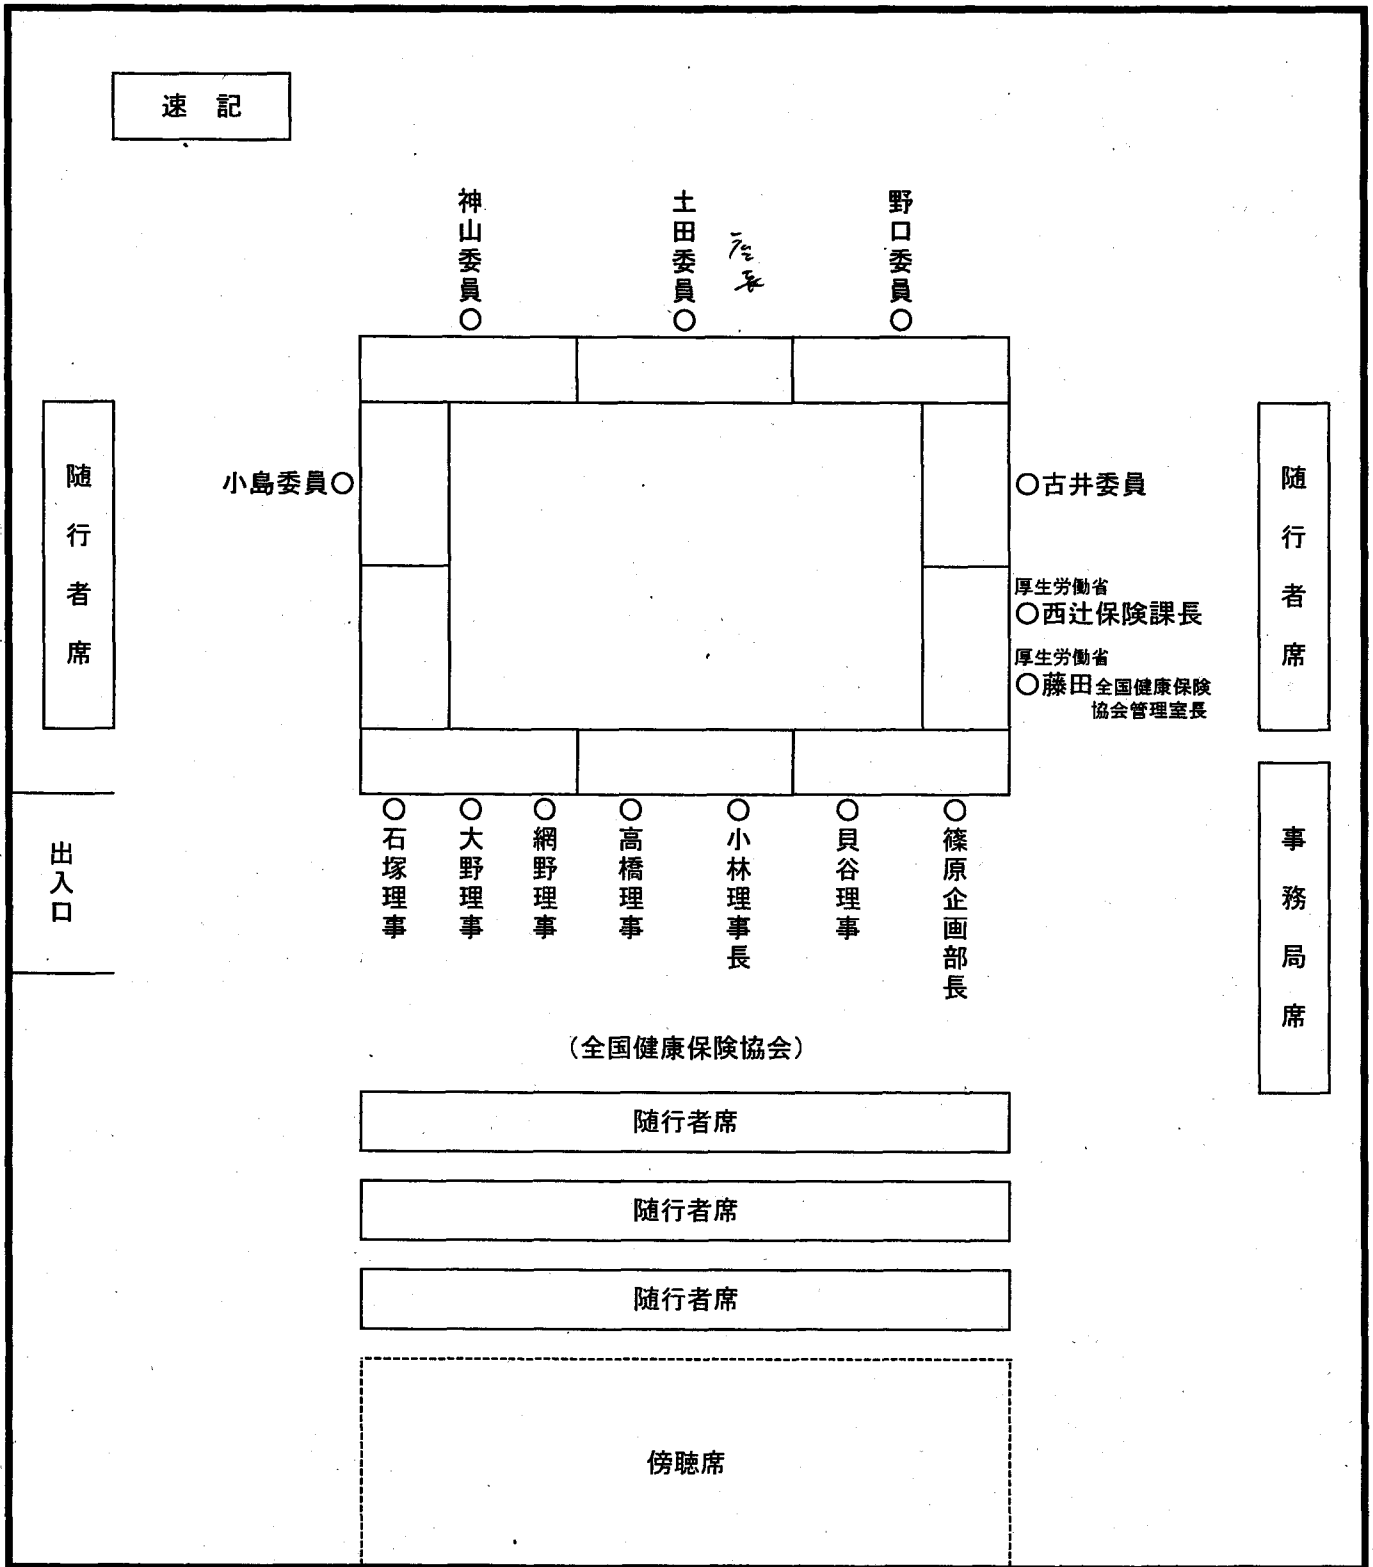 速 記
神山委員○
土田委員○
座長
野口委員○
随行者席
小島委員○
○古井委員
厚生労働省
○西辻保険課長
厚生労働省
○藤田全国健康保険
協会管理室長
随行者席
出入口
○石塚理事
○大野理事
○網野理事
○高橋理事
○小林理事長
○貝谷理事
○篠原企画部長
事務局席
（全国健康保険協会）
随行者席
随行者席
随行者席
傍聴席